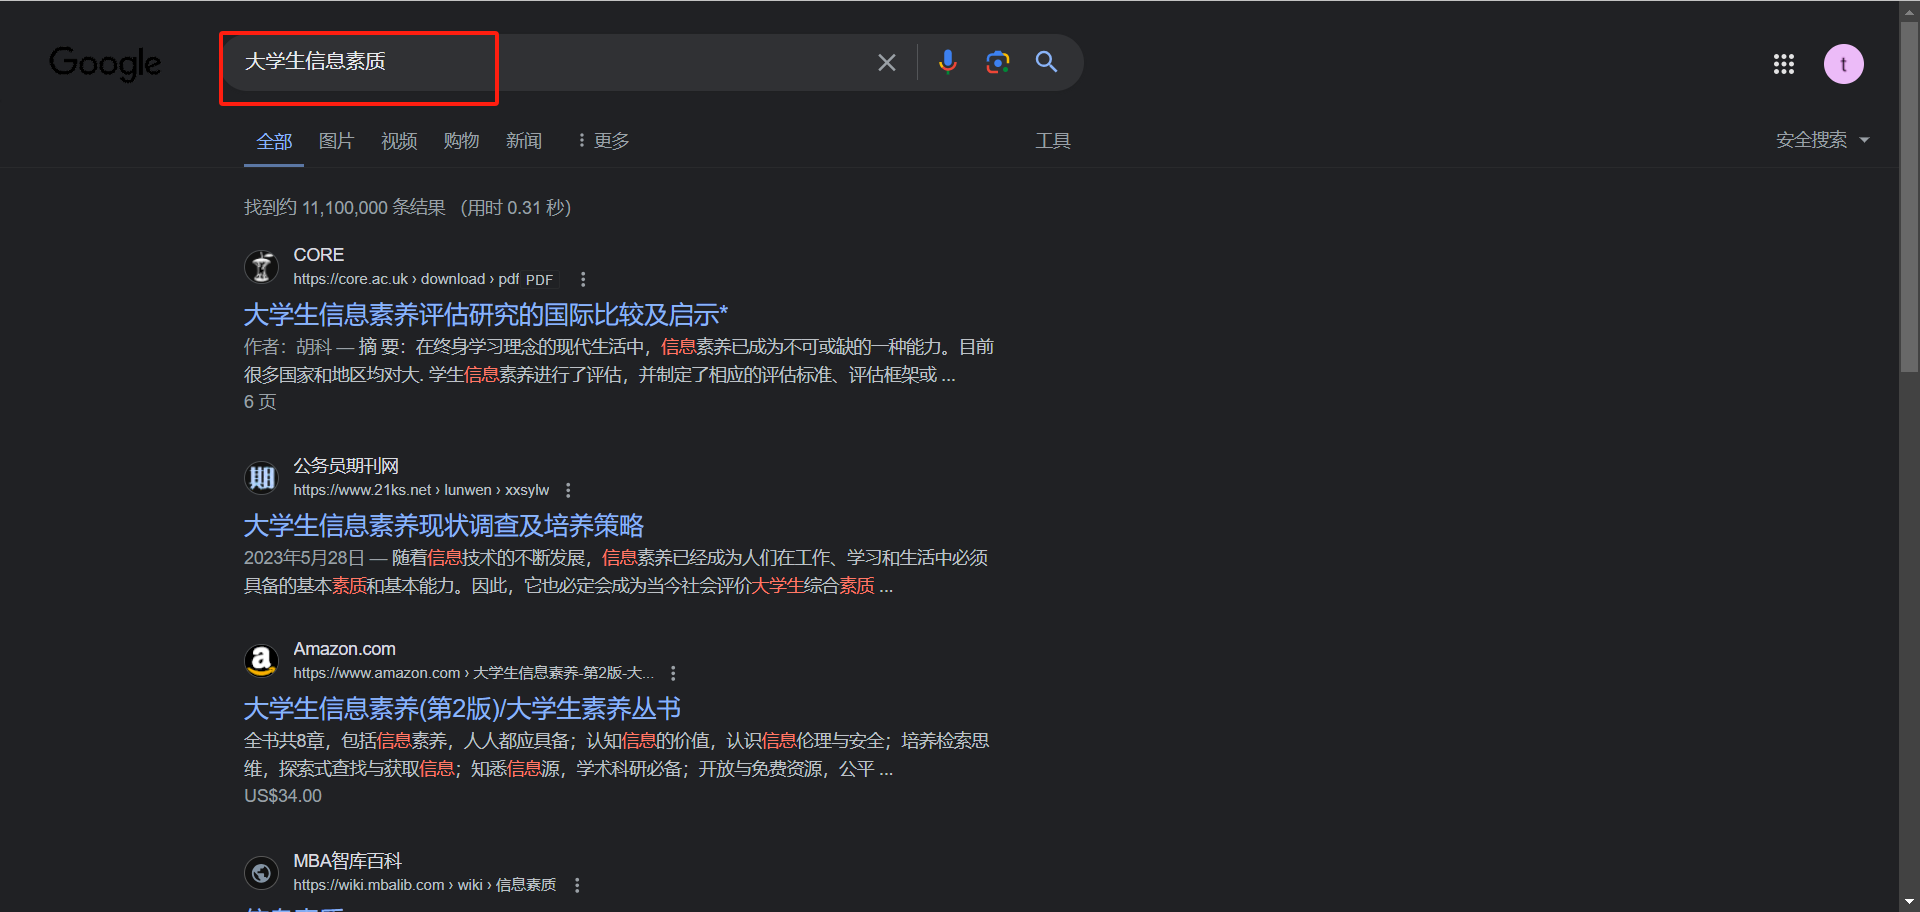 Google
大学生信息素质
t
全部 图片 视频 购物 新闻 更多 工具 安全搜索
找到约 11,100,000 条结果 （用时 0.31 秒）
CORE
https://core.ac.uk › download › pdf PDF
大学生信息素养评估研究的国际比较及启示*
作者：胡科 — 摘 要：在终身学习理念的现代生活中，信息素养已成为不可或缺的一种能力。目前
很多国家和地区均对大. 学生信息素养进行了评估，并制定了相应的评估标准、评估框架或 ...
6 页
期
公务员期刊网
https://www.21ks.net › lunwen › xxsylw
大学生信息素养现状调查及培养策略
2023年5月28日 — 随着信息技术的不断发展，信息素养已经成为人们在工作、学习和生活中必须
具备的基本素质和基本能力。因此，它也必定会成为当今社会评价大学生综合素质 ...
a
Amazon.com
https://www.amazon.com › 大学生信息素养-第2版-大...
大学生信息素养(第2版)/大学生素养丛书
全书共8章，包括信息素养，人人都应具备；认知信息的价值，认识信息伦理与安全；培养检索思
维，探索式查找与获取信息；知悉信息源，学术科研必备；开放与免费资源，公平 ...
US$34.00
MBA智库百科
https://wiki.mbalib.com › wiki › 信息素质